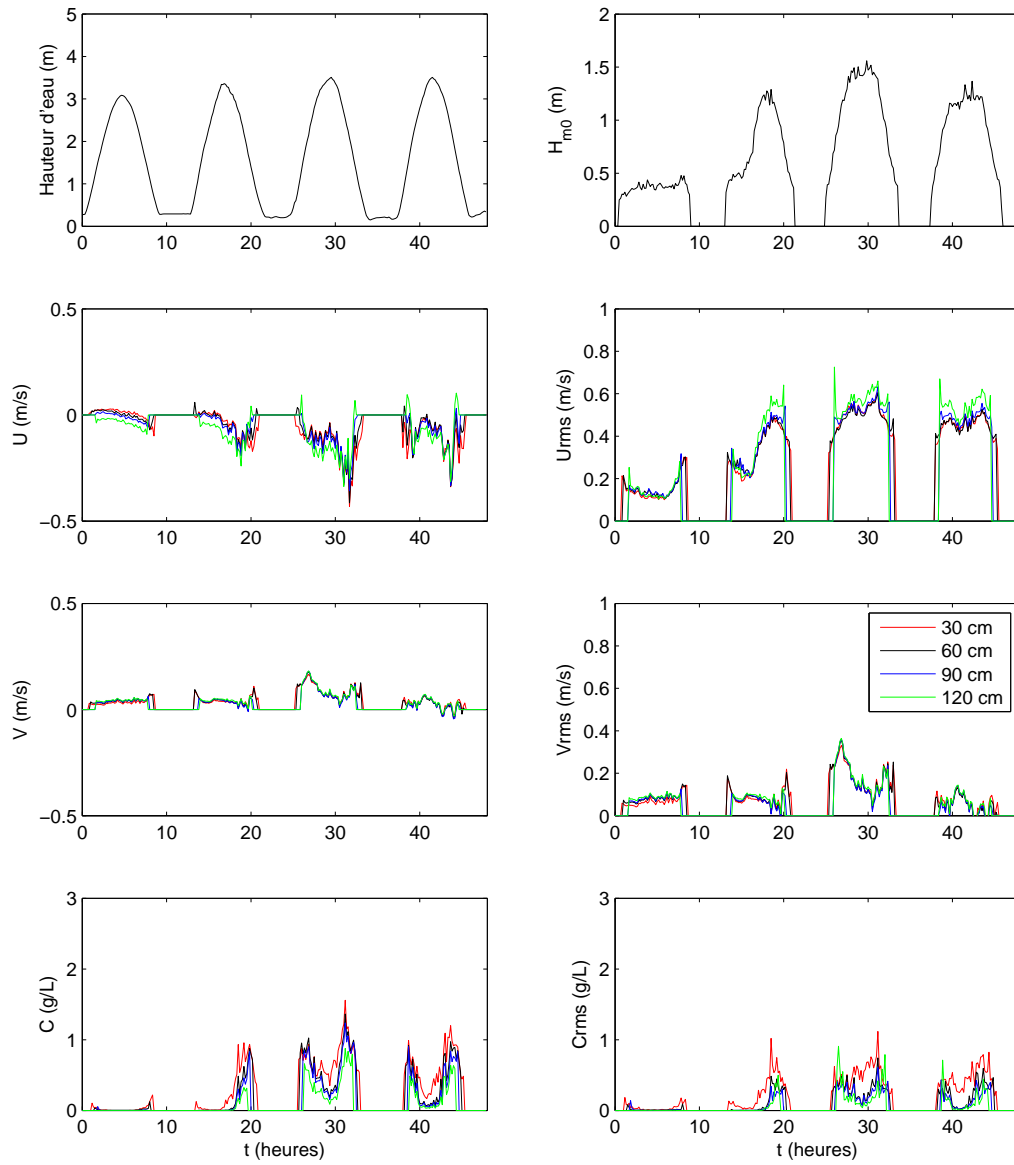 5
4
3
2
1
0
Hauteur d'eau (m)
0 10 20 30 40
2
1.5
1
0.5
0
H_m0 (m)
0 10 20 30 40
0.5
0
−0.5
U (m/s)
0 10 20 30 40
1
0.8
0.6
0.4
0.2
0
Urms (m/s)
0 10 20 30 40
0.5
0
−0.5
V (m/s)
0 10 20 30 40
1
0.8
0.6
0.4
0.2
0
Vrms (m/s)
30 cm
60 cm
90 cm
120 cm
0 10 20 30 40
3
2
1
0
C (g/L)
0 10 20 30 40
t (heures)
3
2
1
0
Crms (g/L)
0 10 20 30 40
t (heures)